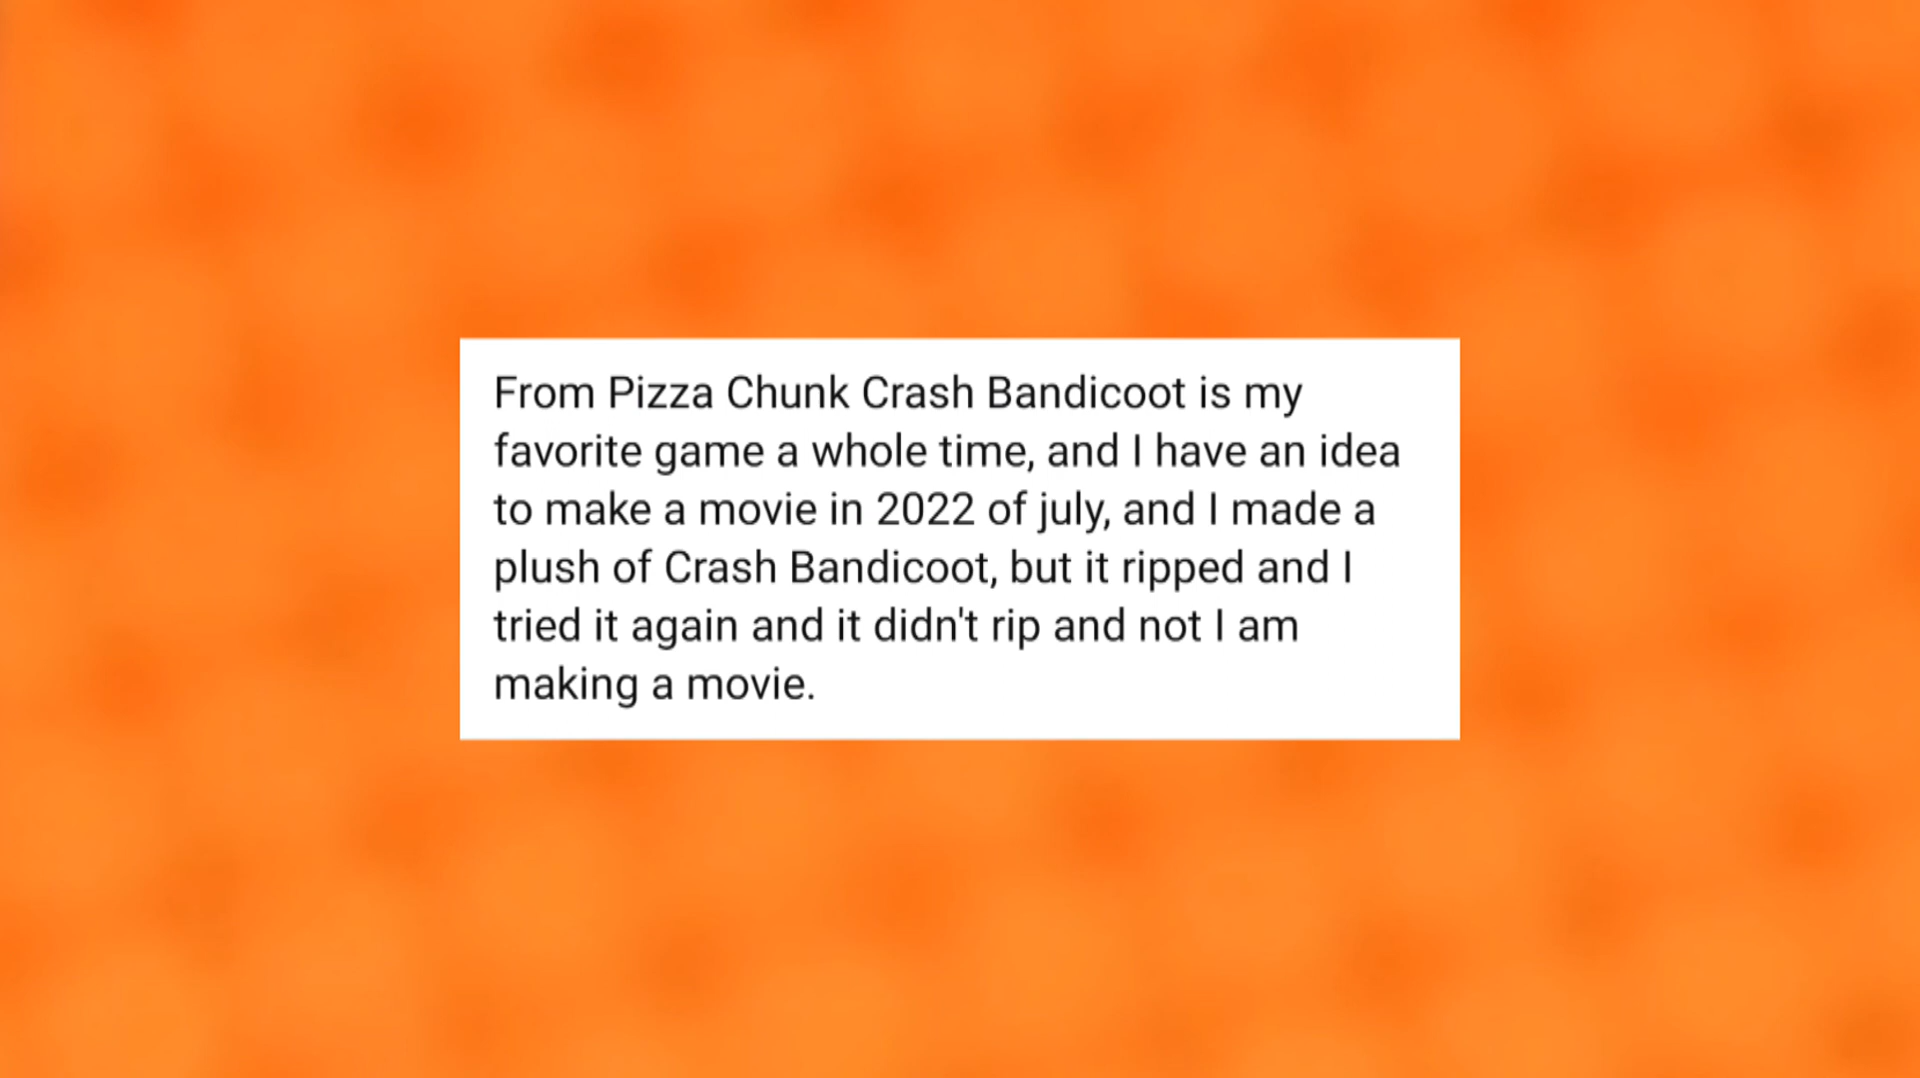 From Pizza Chunk Crash Bandicoot is my
favorite game a whole time, and I have an idea
to make a movie in 2022 of july, and I made a
plush of Crash Bandicoot, but it ripped and I
tried it again and it didn't rip and not I am
making a movie.